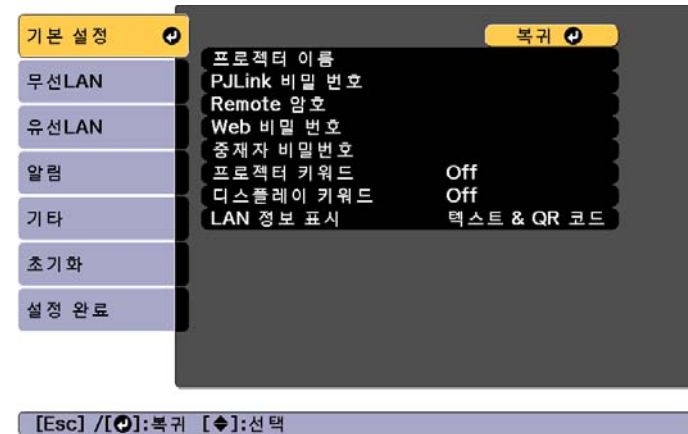 기본 설정
무선LAN
유선LAN
알림
기타
초기화
설정 완료
복귀
프로젝터 이름
PJLink 비밀 번호
Remote 암호
Web 비밀 번호
중재자 비밀번호
프로젝터 키워드 Off
디스플레이 키워드 Off
LAN 정보 표시 텍스트 & QR 코드
[Esc] /[⏎]:복귀 [◆]:선택